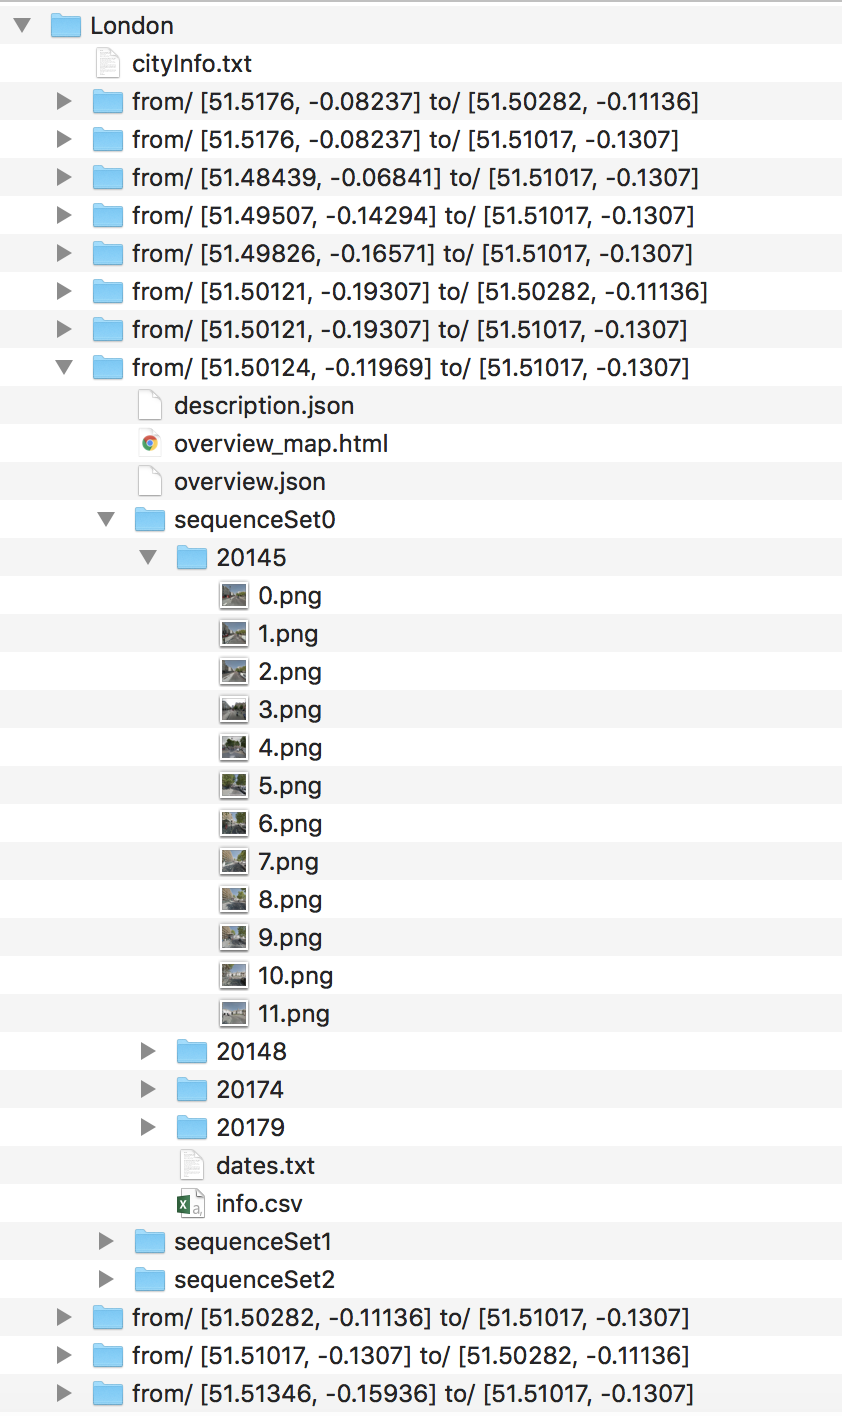 London
cityInfo.txt
from/ [51.5176, -0.08237] to/ [51.50282, -0.11136]
from/ [51.5176, -0.08237] to/ [51.51017, -0.1307]
from/ [51.48439, -0.06841] to/ [51.51017, -0.1307]
from/ [51.49507, -0.14294] to/ [51.51017, -0.1307]
from/ [51.49826, -0.16571] to/ [51.51017, -0.1307]
from/ [51.50121, -0.19307] to/ [51.50282, -0.11136]
from/ [51.50121, -0.19307] to/ [51.51017, -0.1307]
from/ [51.50124, -0.11969] to/ [51.51017, -0.1307]
description.json
overview_map.html
overview.json
sequenceSet0
20145
0.png
1.png
2.png
3.png
4.png
5.png
6.png
7.png
8.png
9.png
10.png
11.png
20148
20174
20179
dates.txt
info.csv
sequenceSet1
sequenceSet2
from/ [51.50282, -0.11136] to/ [51.51017, -0.1307]
from/ [51.51017, -0.1307] to/ [51.50282, -0.11136]
from/ [51.51346, -0.15936] to/ [51.51017, -0.1307]